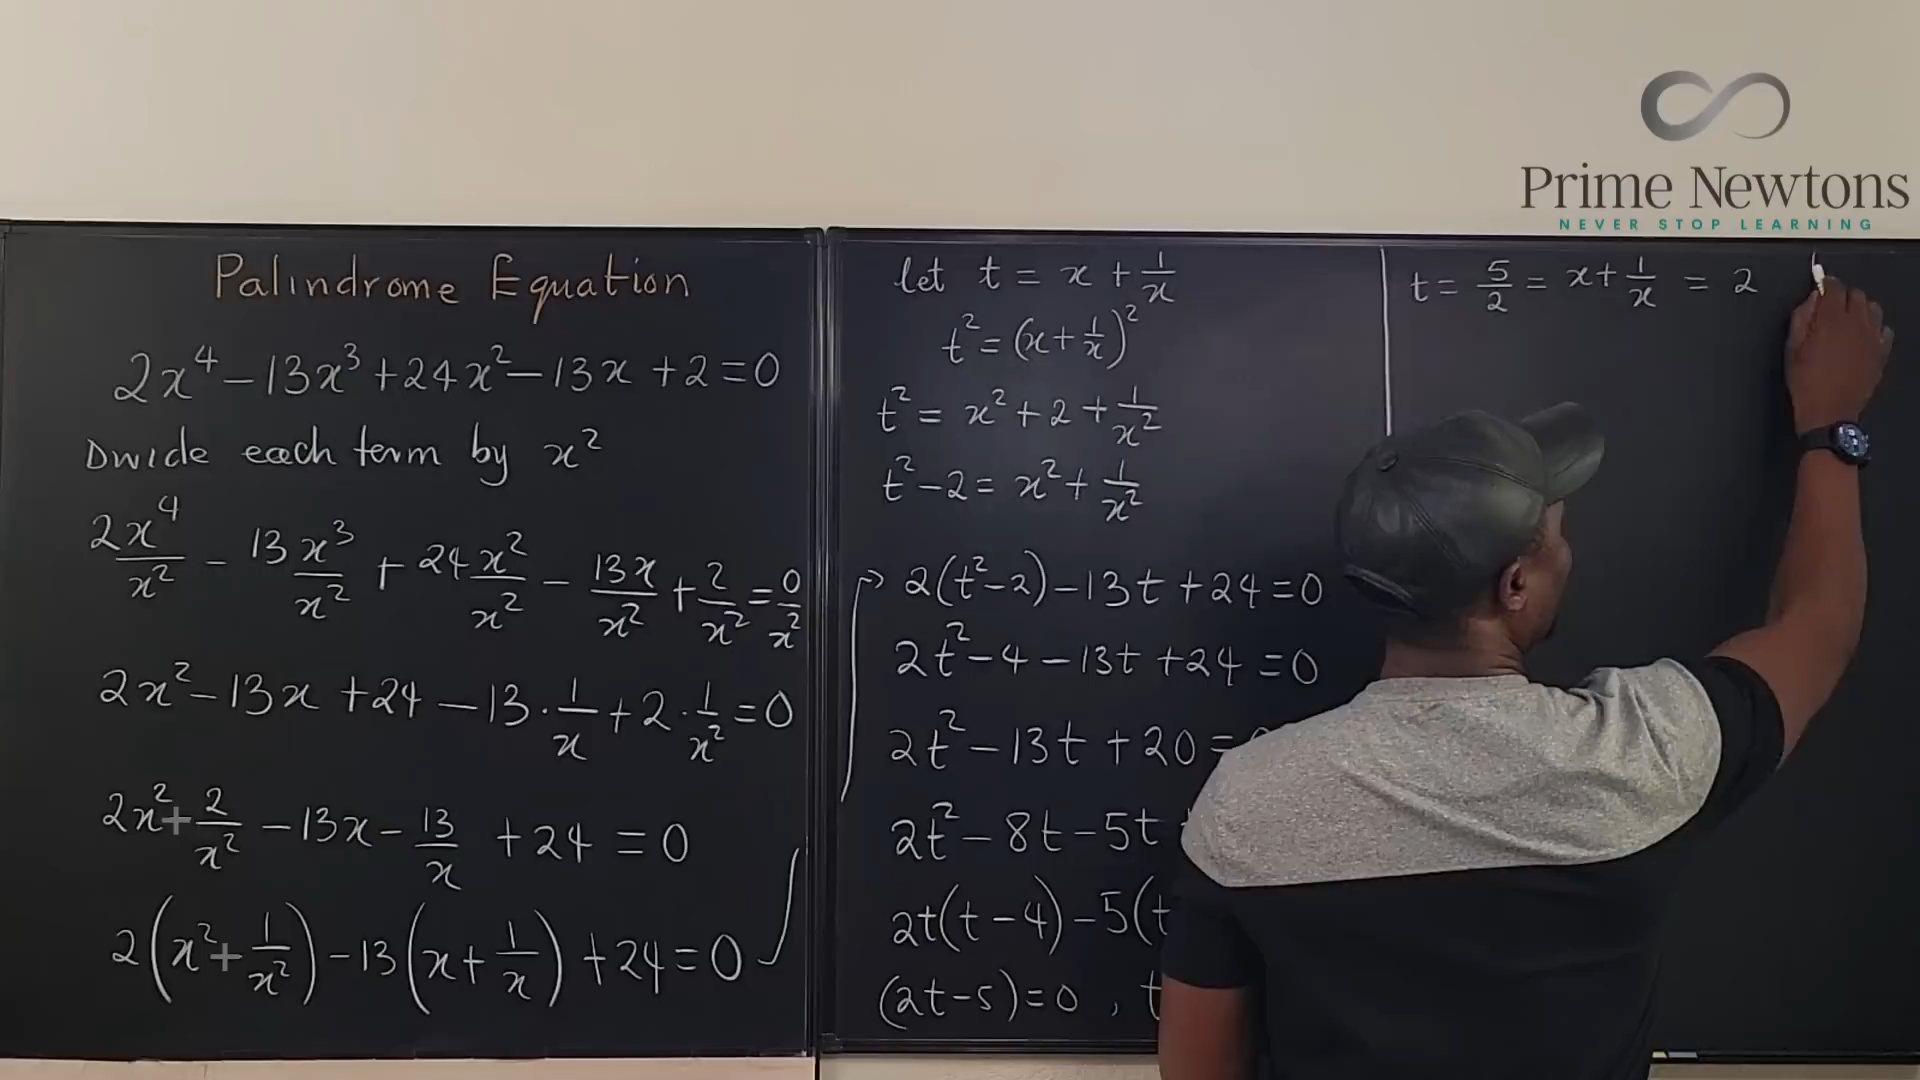 Prime Newtons
NEVER STOP LEARNING
Palindrome Equation
2x⁴ – 13x³ + 24x² – 13x + 2 = 0
Divide each term by x²
2x⁴/x² – 13x³/x² + 24x²/x² – 13x/x² + 2/x² = 0/x²
2x² – 13x + 24 – 13 · 1/x + 2 · 1/x² = 0
2x² + 2/x² – 13x – 13/x + 24 = 0
2(x² + 1/x²) – 13(x + 1/x) + 24 = 0
let t = x + 1/x
t² = (x + 1/x)²
t² = x² + 2 + 1/x²
t² – 2 = x² + 1/x²
2(t² – 2) – 13t + 24 = 0
2t² – 4 – 13t + 24 = 0
2t² – 13t + 20 =
2t² – 8t – 5t
2t(t – 4) – 5(t
(2t – 5) = 0 , t
t = 5/2 = x + 1/x = 2